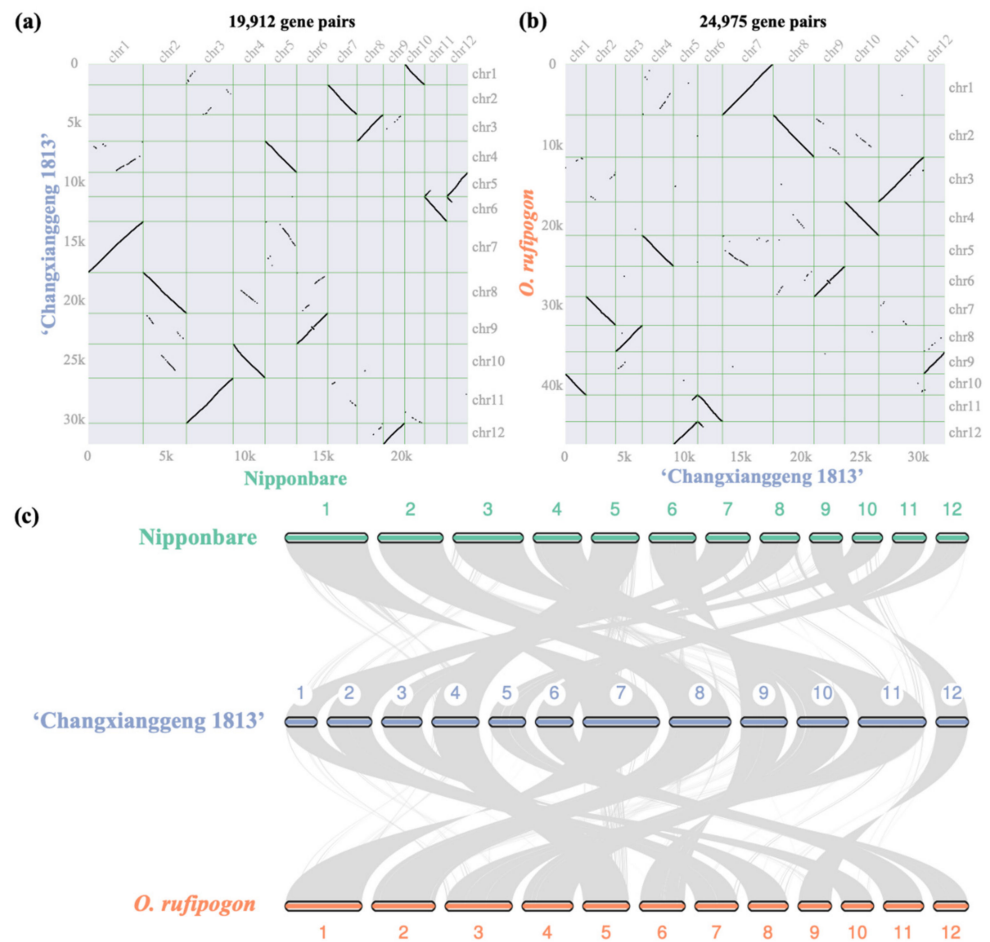 (a)
19,912 gene pairs
chr1 chr2 chr3 chr4 chr5 chr6 chr7 chr8 chr9 chr10 chr11 chr12
0
5k
10k
15k
20k
25k
30k
'Changxianggeng 1813'
chr1
chr2
chr3
chr4
chr5
chr6
chr7
chr8
chr9
chr10
chr11
chr12
0 5k 10k 15k 20k
Nipponbare
(b)
24,975 gene pairs
chr1 chr2 chr3 chr4 chr5 chr6 chr7 chr8 chr9 chr10 chr11 chr12
0
10k
20k
30k
40k
O. rufipogon
chr1
chr2
chr3
chr4
chr5
chr6
chr7
chr8
chr9
chr10
chr11
chr12
0 5k 10k 15k 20k 25k 30k
'Changxianggeng 1813'
(c)
1 2 3 4 5 6 7 8 9 10 11 12
Nipponbare
1 2 3 4 5 6 7 8 9 10 11 12
'Changxianggeng 1813'
O. rufipogon
1 2 3 4 5 6 7 8 9 10 11 12